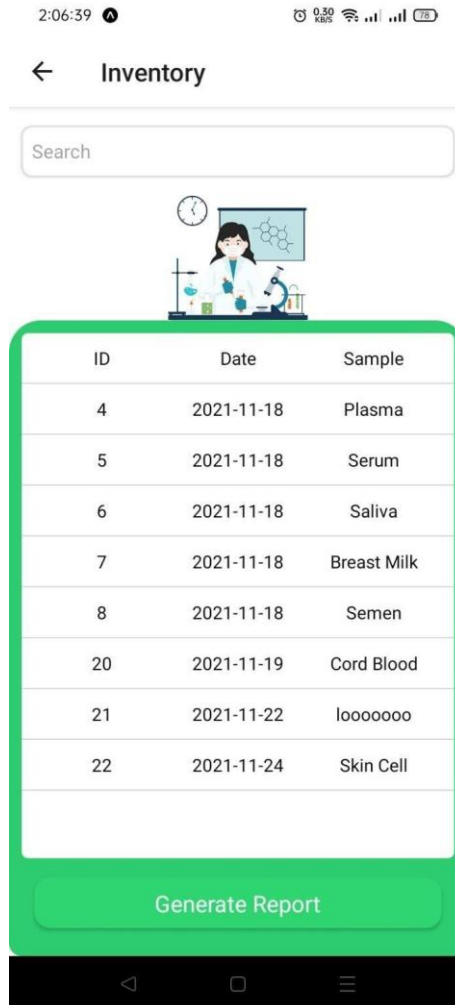 2:06:39 0.30 KB/S 78
Inventory
Search
ID Date Sample
4 2021-11-18 Plasma
5 2021-11-18 Serum
6 2021-11-18 Saliva
7 2021-11-18 Breast Milk
8 2021-11-18 Semen
20 2021-11-19 Cord Blood
21 2021-11-22 looooooo
22 2021-11-24 Skin Cell
Generate Report